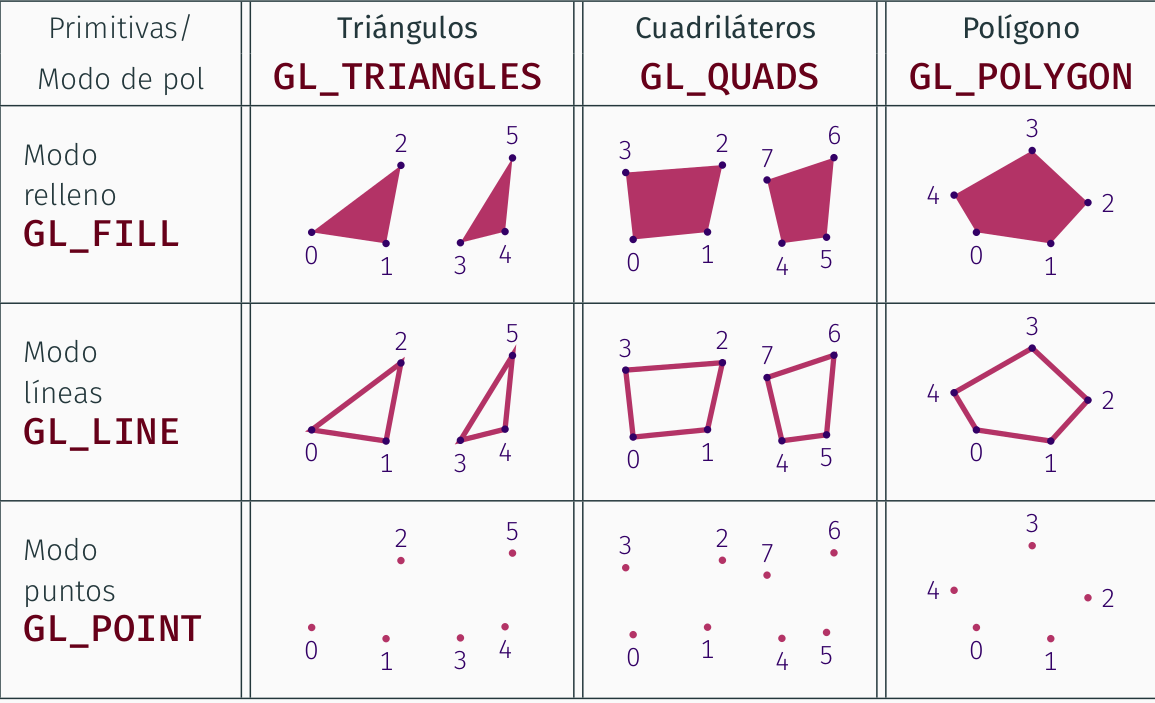 Primitivas/ Triángulos Cuadriláteros Polígono
Modo de pol GL_TRIANGLES GL_QUADS GL_POLYGON
Modo
relleno
GL_FILL
0 1 2 3 4 5
0 1 2 3 4 5 6 7
0 1 2 3 4
Modo
líneas
GL_LINE
0 1 2 3 4 5
0 1 2 3 4 5 6 7
0 1 2 3 4
Modo
puntos
GL_POINT
0 1 2 3 4 5
0 1 2 3 4 5 6 7
0 1 2 3 4